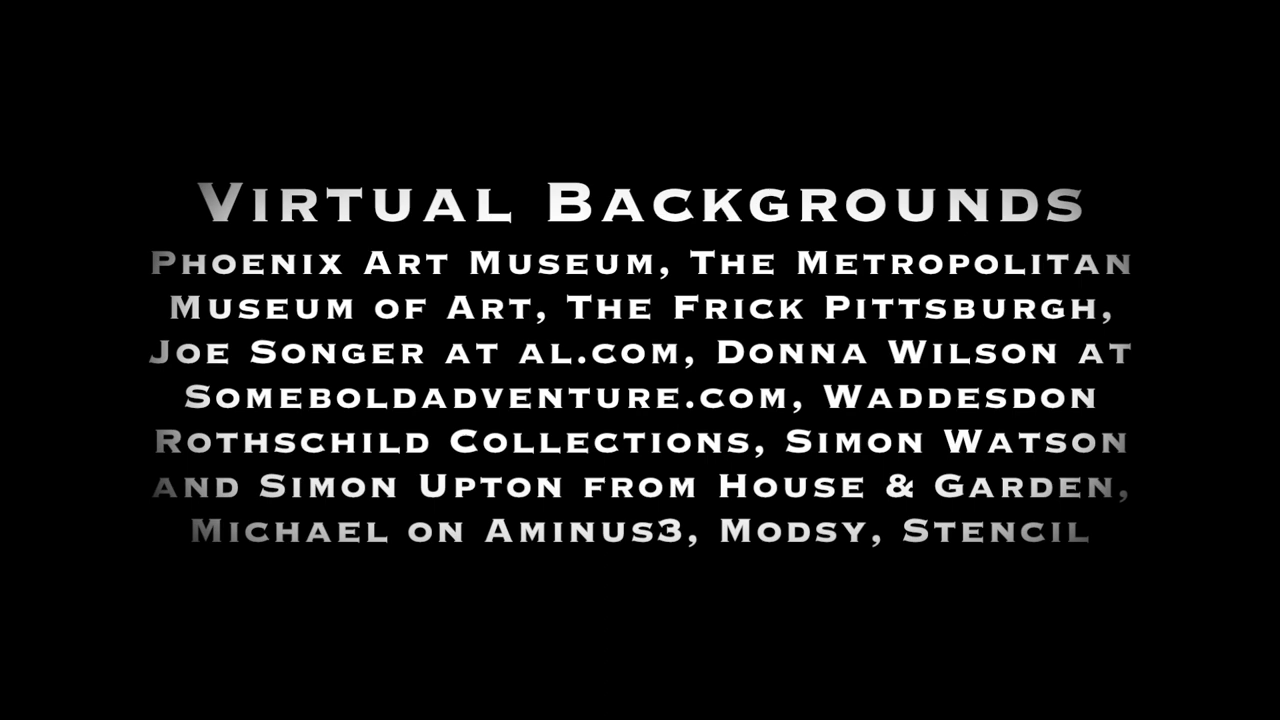 Virtual Backgrounds
Phoenix Art Museum, The Metropolitan
Museum of Art, The Frick Pittsburgh,
Joe Songer at al.com, Donna Wilson at
Someboldadventure.com, Waddesdon
Rothschild Collections, Simon Watson
and Simon Upton from House & Garden,
Michael on Aminus3, Modsy, Stencil